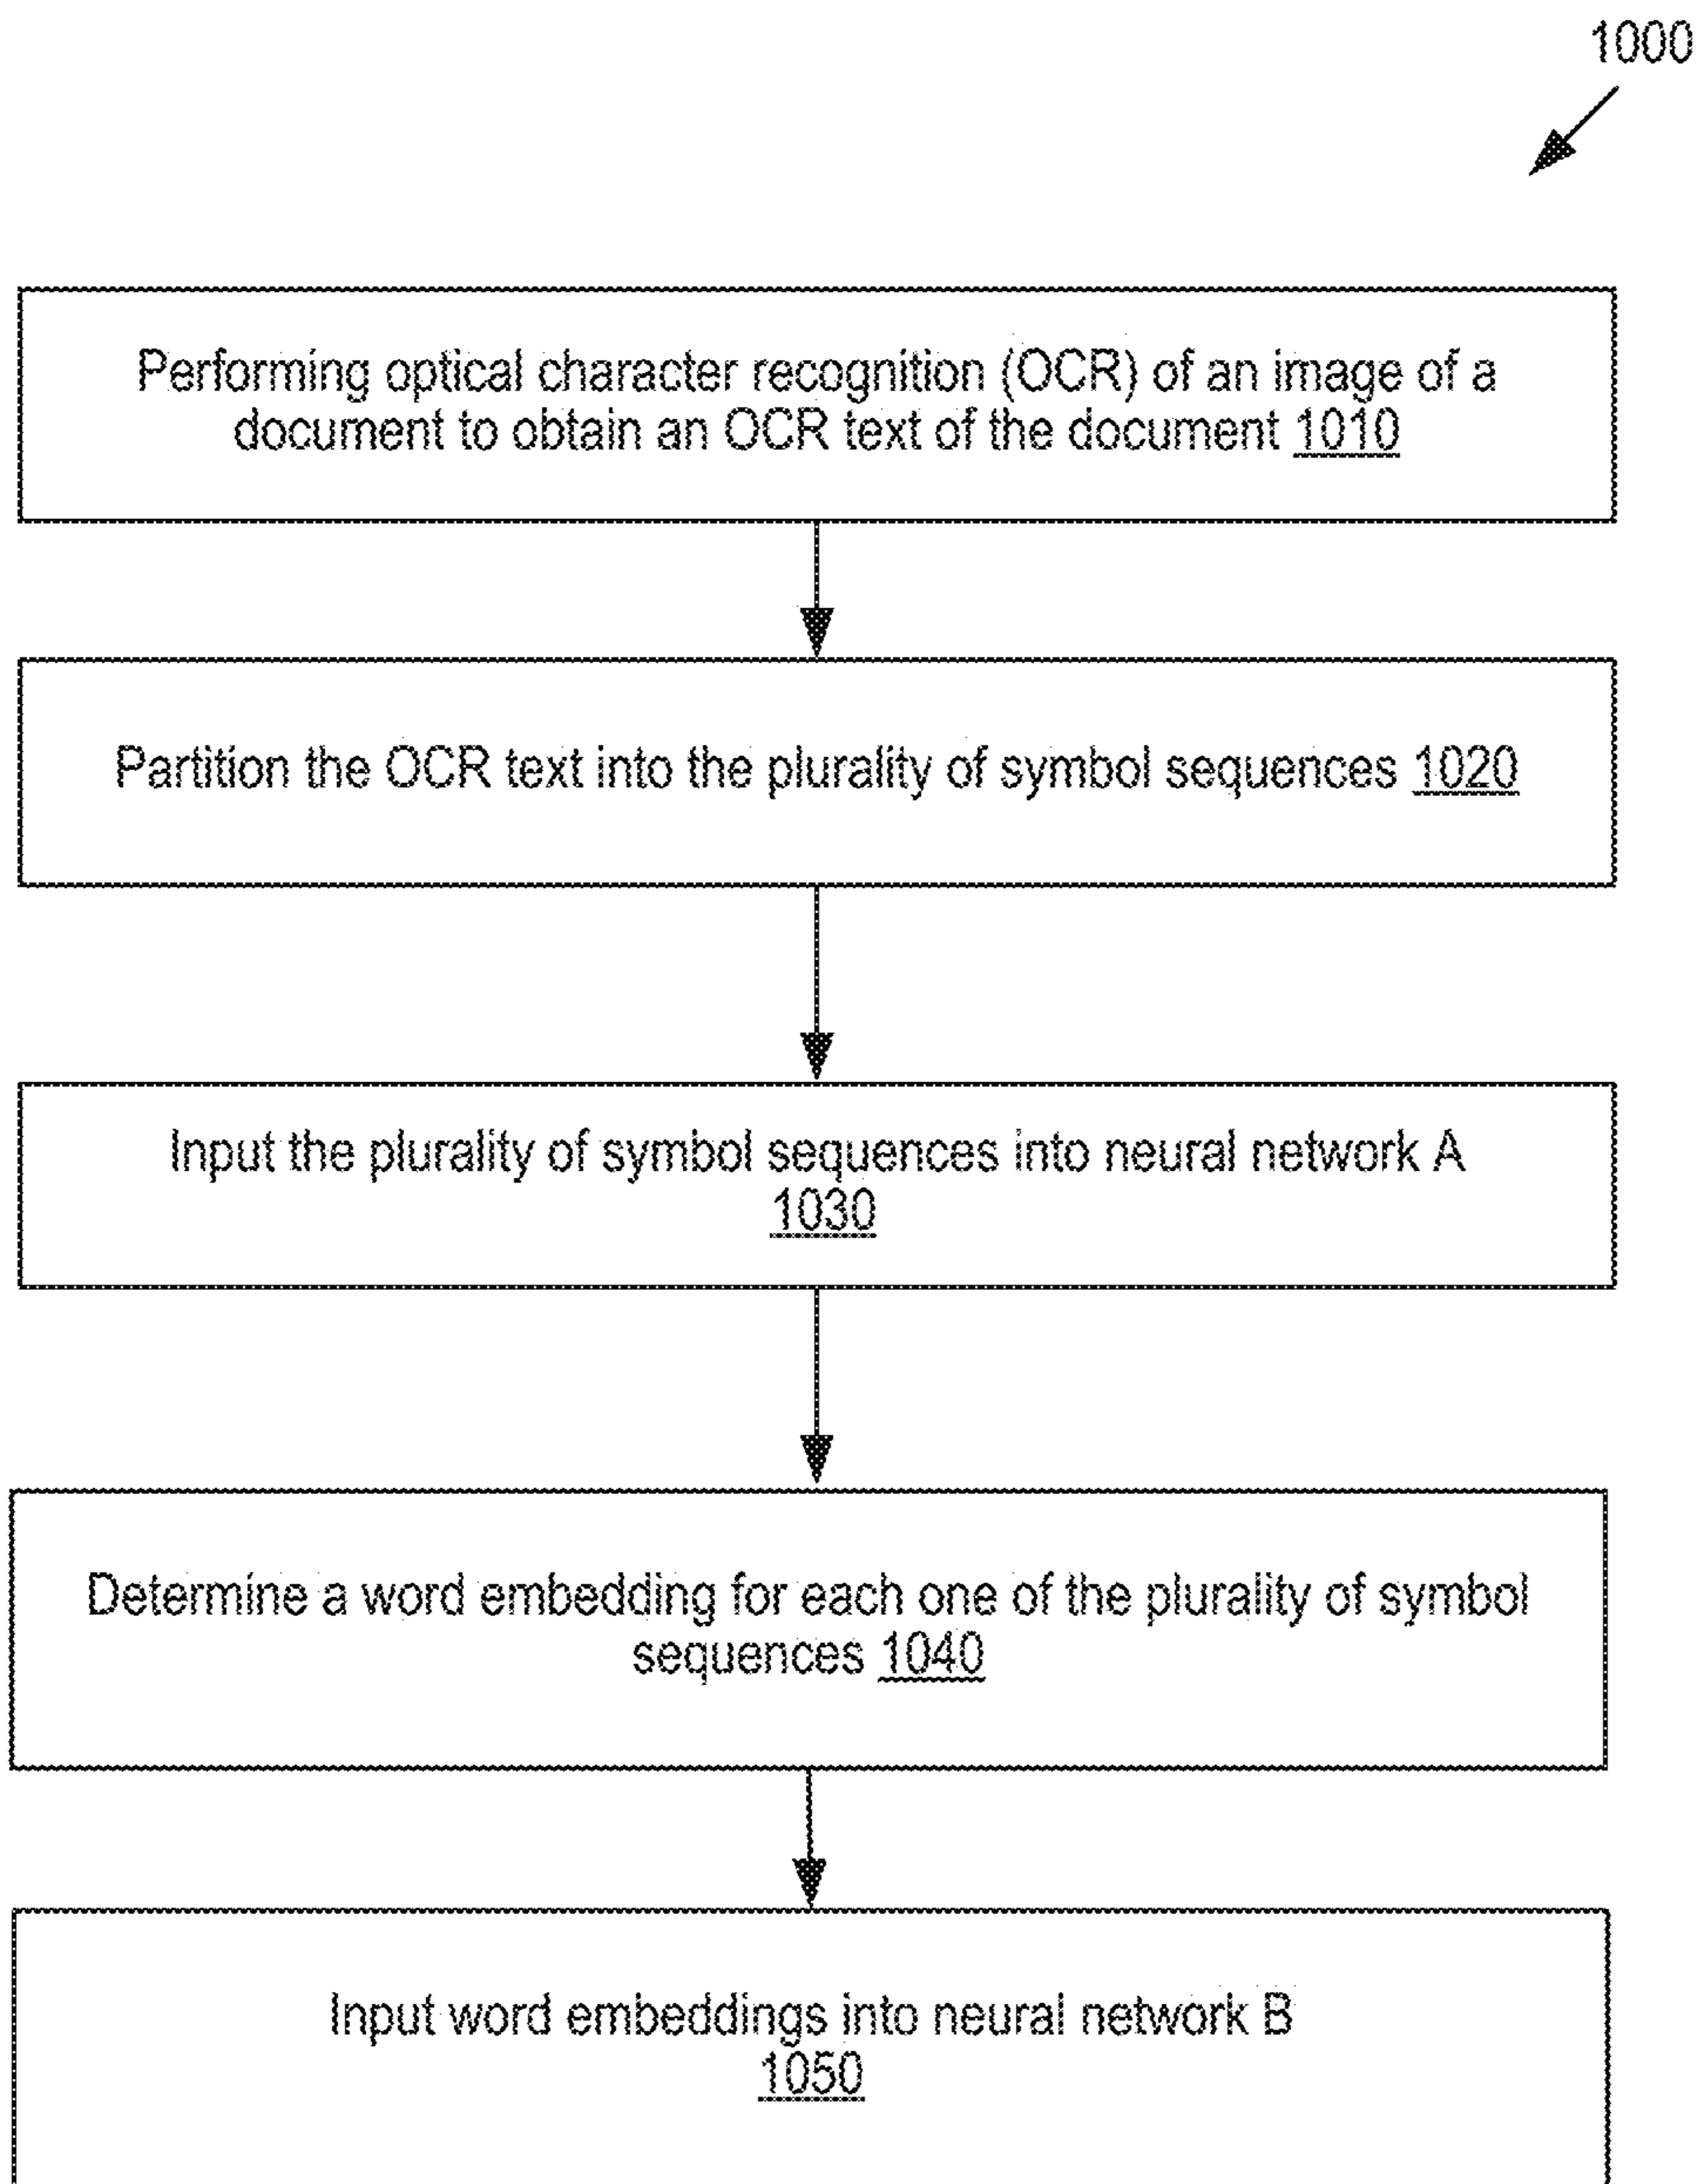 1000
Performing optical character recognition (OCR) of an image of a
document to obtain an OCR text of the document 1010
Partition the OCR text into the plurality of symbol sequences 1020
Input the plurality of symbol sequences into neural network A
1030
Determine a word embedding for each one of the plurality of symbol
sequences 1040
Input word embeddings into neural network B
1050